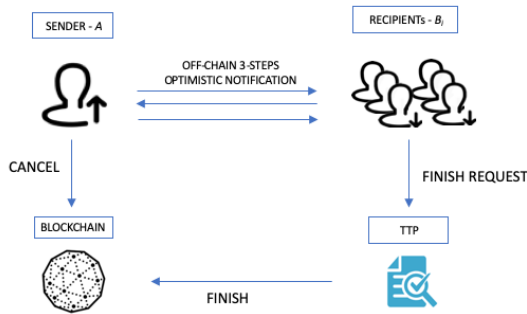 SENDER - A
RECIPIENTs - Bi
OFF-CHAIN 3-STEPS
OPTIMISTIC NOTIFICATION
CANCEL
FINISH REQUEST
BLOCKCHAIN
TTP
FINISH